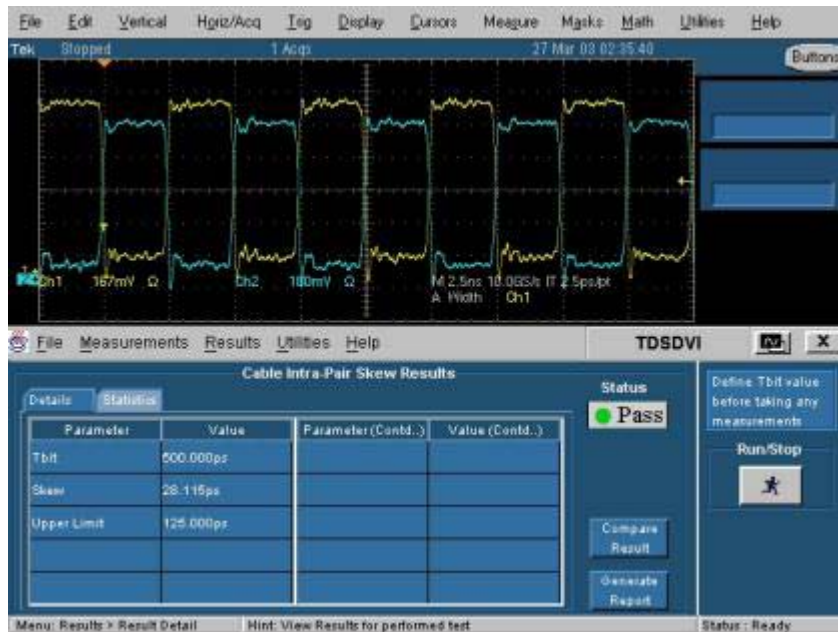 File Edit Vertical Horiz/Acq Trig Display Cursors Measure Masks Math Utilities Help
Tek Stopped 1 Acqs 27 Mar 03 02:35:40
Buttons
Ch1 167mV Ω Ch2 180mV Ω M 2.5ns 10.0GS/s IT 2.5ps/pt
A Width Ch1
File Measurements Results Utilities Help TDSDVI X
Cable Intra-Pair Skew Results
Details Statistics
Parameter Value Parameter (Contd..) Value (Contd..)
Tbit 500.000ps
Skew 28.115ps
Upper Limit 125.000ps
Status
Pass
Compare
Result
Generate
Report
Define Tbit value
before taking any
measurements
Run/Stop
Menu: Results > Result Detail Hint: View Results for performed test Status : Ready